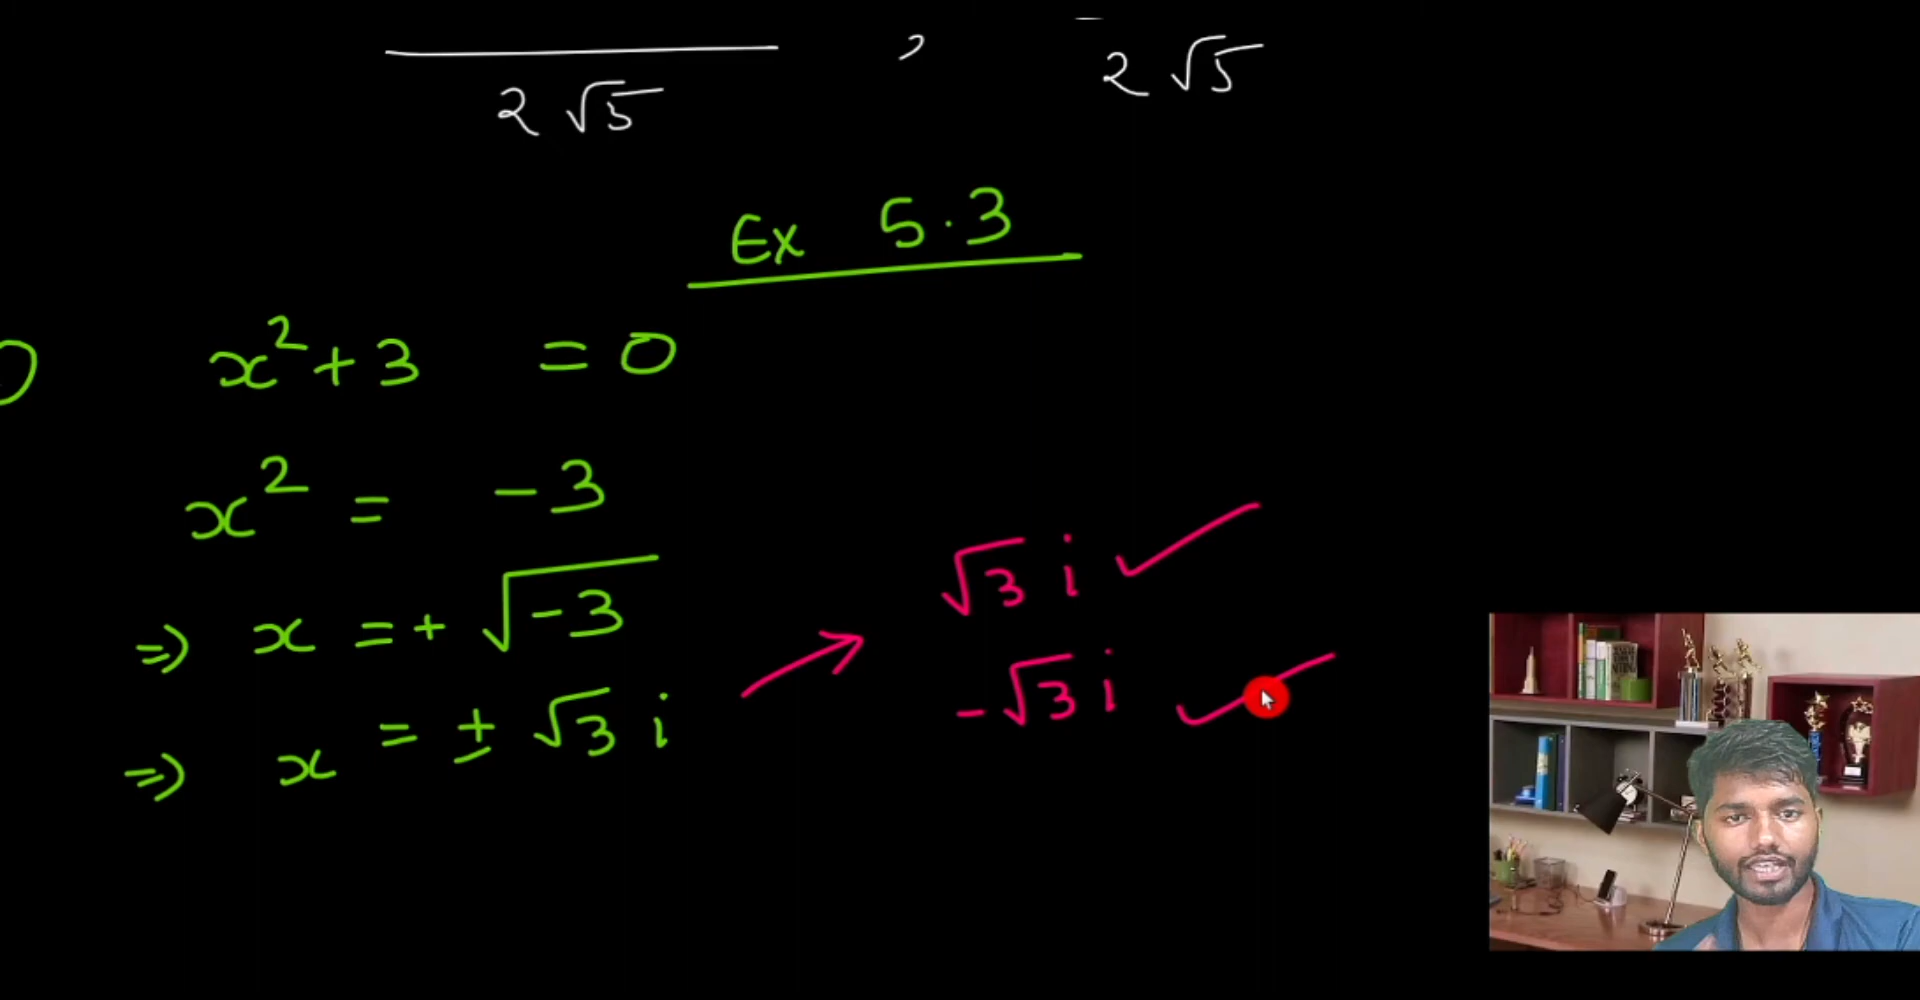 2√5 , 2√5
Ex 5.3
x² + 3 = 0
x² = -3
⇒ x = + √-3
⇒ x = ± √3 i
√3 i ✓
-√3 i ✓